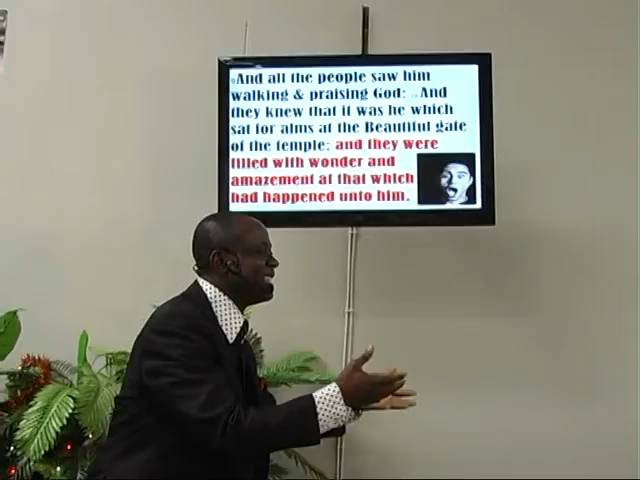 And all the people saw him
walking & praising God: And
they knew that it was he which
sat for alms at the Beautiful gate
of the temple: and they were
filled with wonder and
amazement at that which
had happened unto him.